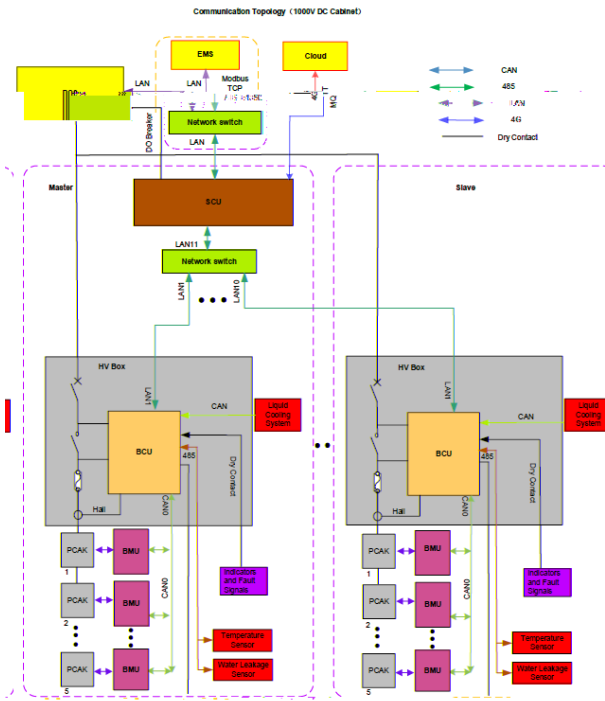 Communication Topology（1000V DC Cabinet）
EMS
Cloud
LAN
LAN
Modbus
TCP
CAN
485
4G
Dry Contact
Network switch
LAN
DO Breaker
MQ
Master
SCU
Slave
LAN11
Network switch
LAN1
LAN10
HV Box
LAN1
CAN
Liquid
Cooling
System
BCU
485
Dry Contact
Hall
CAN0
PCAK
BMU
1
PCAK
BMU
2
CAN0
Indicators
and Fault
Signals
PCAK
BMU
5
Temperature
Sensor
Water Leakage
Sensor
HV Box
LAN1
CAN
Liquid
Cooling
System
BCU
485
Dry Contact
Hall
CAN0
PCAK
BMU
1
PCAK
BMU
2
CAN0
Indicators
and Fault
Signals
PCAK
BMU
5
Temperature
Sensor
Water Leakage
Sensor